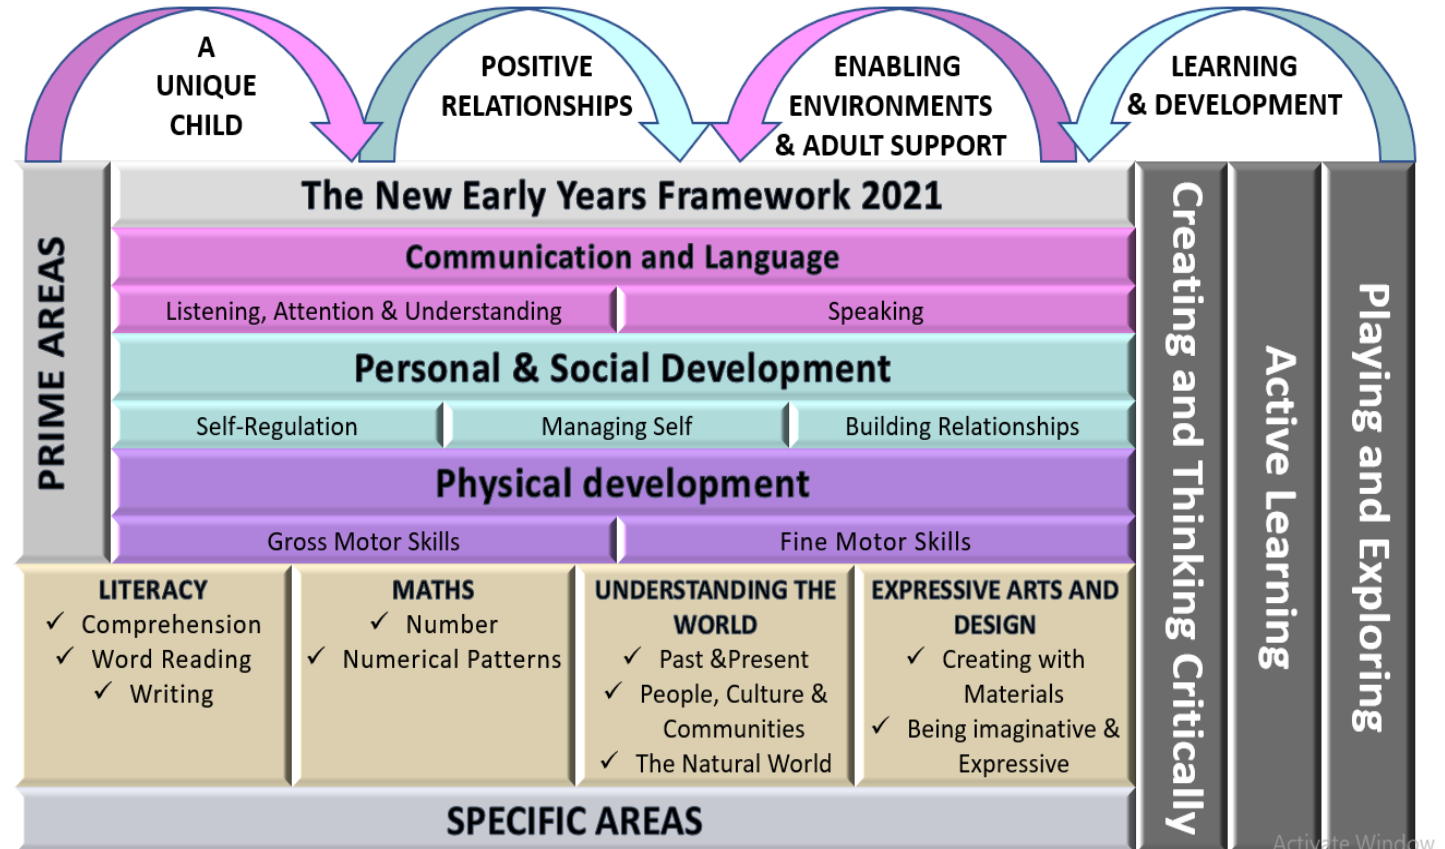 A
UNIQUE
CHILD
POSITIVE
RELATIONSHIPS
ENABLING
ENVIRONMENTS
& ADULT SUPPORT
LEARNING
& DEVELOPMENT
PRIME AREAS
The New Early Years Framework 2021
Communication and Language
Listening, Attention & Understanding
Speaking
Personal & Social Development
Self-Regulation
Managing Self
Building Relationships
Physical development
Gross Motor Skills
Fine Motor Skills
LITERACY
✓ Comprehension
✓ Word Reading
✓ Writing
MATHS
✓ Number
✓ Numerical Patterns
UNDERSTANDING THE
WORLD
✓ Past &Present
✓ People, Culture &
Communities
✓ The Natural World
EXPRESSIVE ARTS AND
DESIGN
✓ Creating with
Materials
✓ Being imaginative &
Expressive
SPECIFIC AREAS
Creating and Thinking Critically
Active Learning
Playing and Exploring
Activate Window